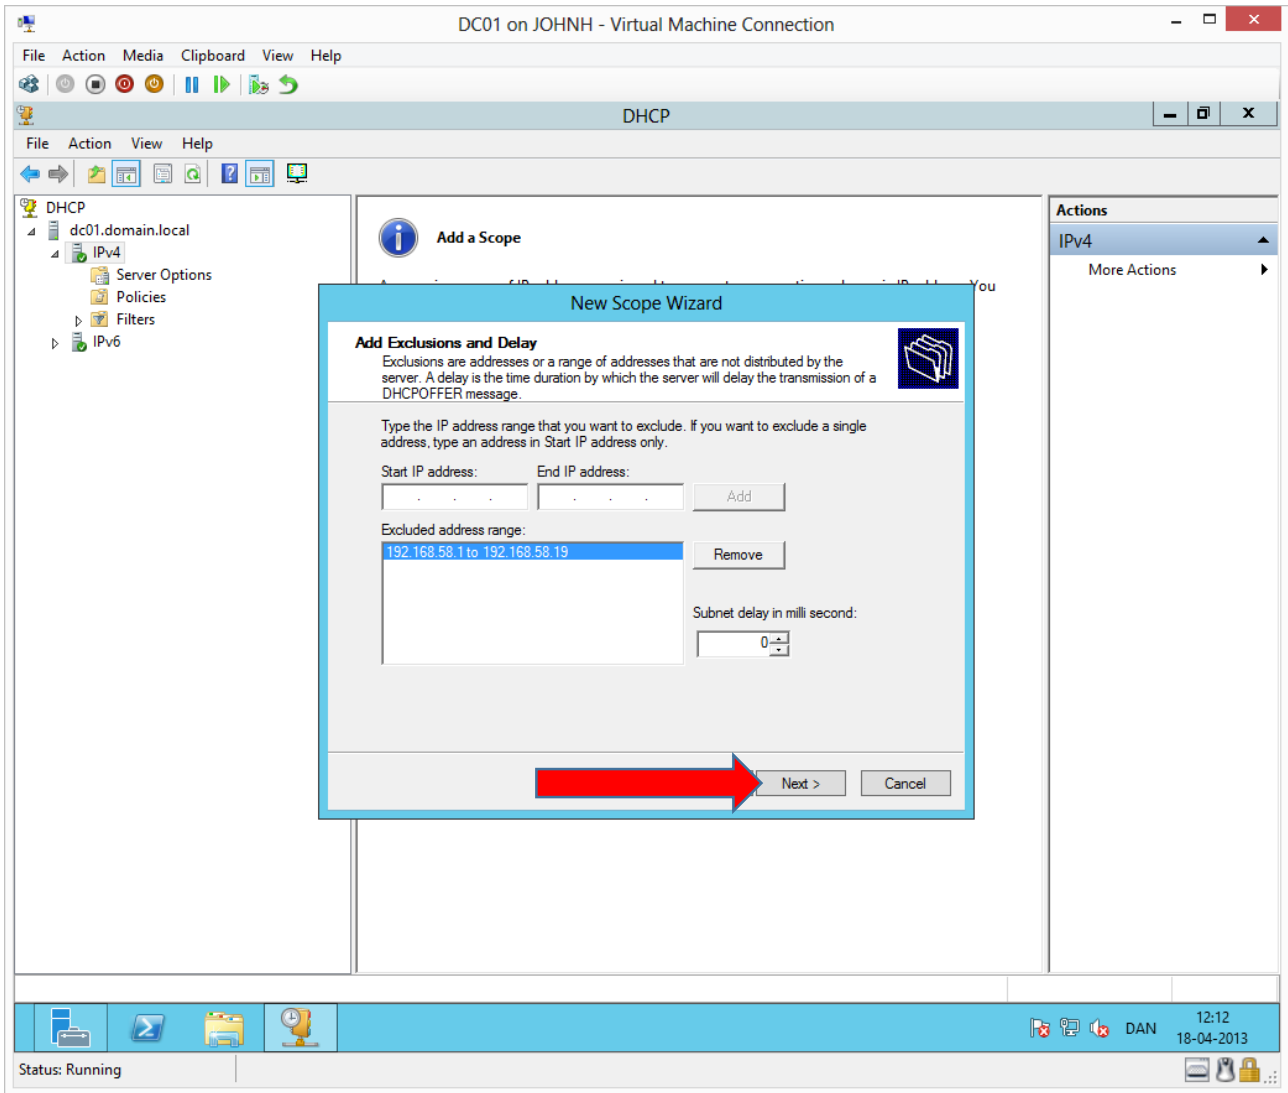 DC01 on JOHNH - Virtual Machine Connection
File Action Media Clipboard View Help
DHCP
File Action View Help
DHCP
dc01.domain.local
IPv4
Server Options
Policies
Filters
IPv6
Add a Scope
You
Actions
IPv4
More Actions
New Scope Wizard
Add Exclusions and Delay
Exclusions are addresses or a range of addresses that are not distributed by the
server. A delay is the time duration by which the server will delay the transmission of a
DHCPOFFER message.
Type the IP address range that you want to exclude. If you want to exclude a single
address, type an address in Start IP address only.
Start IP address: End IP address:
. . . . . . Add
Excluded address range:
192.168.58.1 to 192.168.58.19
Remove
Subnet delay in milli second:
0
Next > Cancel
DAN
12:12
18-04-2013
Status: Running